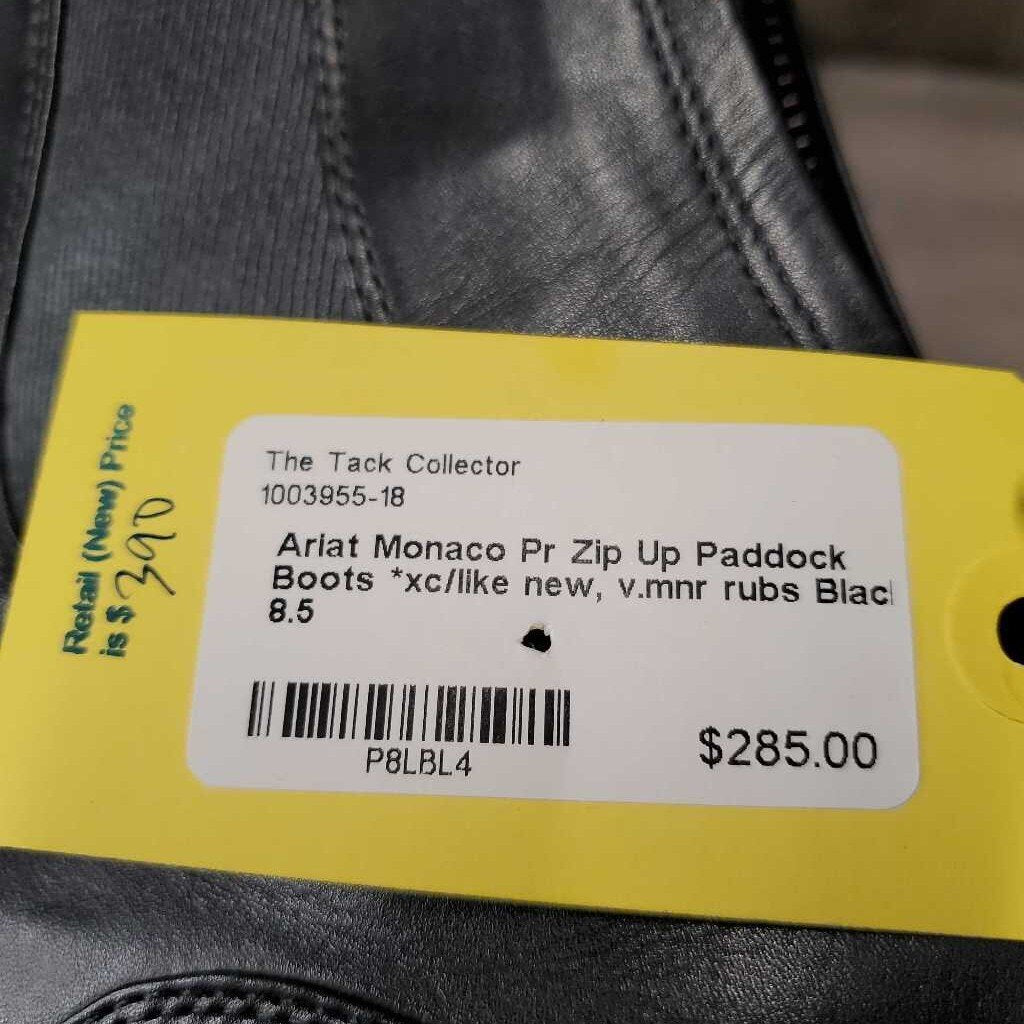 Retail (New) Price
is $ 390
The Tack Collector
1003955-18
Ariat Monaco Pr Zip Up Paddock
Boots *xc/like new, v.mnr rubs Blac
8.5
P8LBL4
$285.00